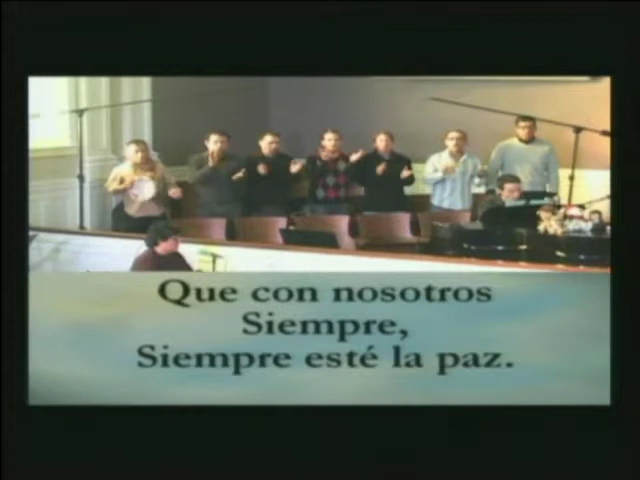 Que con nosotros
Siempre,
Siempre esté la paz.